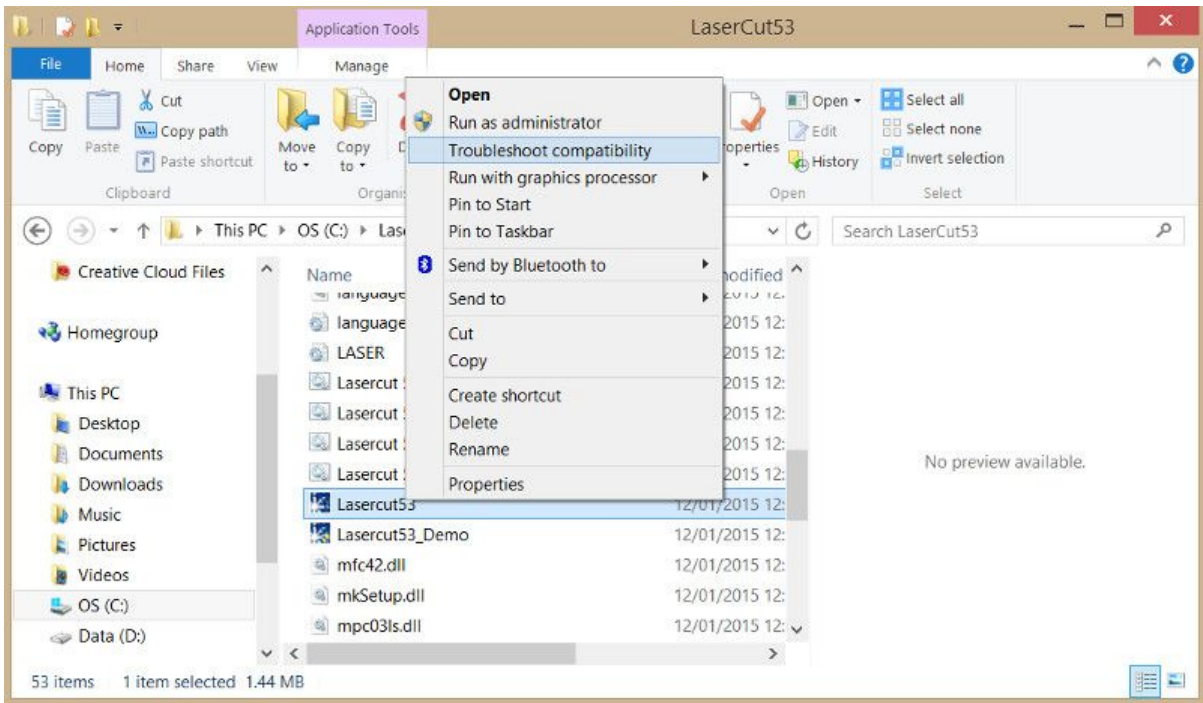 Application Tools
LaserCut53
File
Home
Share
View
Manage
Copy
Paste
Cut
Copy path
Paste shortcut
Clipboard
Move
to
Copy
to
Organis
Open
Edit
History
Open
Select all
Select none
Invert selection
Select
Open
Run as administrator
Troubleshoot compatibility
Run with graphics processor
Pin to Start
Pin to Taskbar
Send by Bluetooth to
Send to
Cut
Copy
Create shortcut
Delete
Rename
Properties
This PC
OS (C:)
Search LaserCut53
Creative Cloud Files
Homegroup
This PC
Desktop
Documents
Downloads
Music
Pictures
Videos
OS (C:)
Data (D:)
Name
language
language
2015 12:
LASER
2015 12:
Lasercut
2015 12:
Lasercut
2015 12:
Lasercut
2015 12:
Lasercut
2015 12:
Lasercut53
12/01/2015 12:
Lasercut53_Demo
12/01/2015 12:
mfc42.dll
12/01/2015 12:
mkSetup.dll
12/01/2015 12:
mpc03ls.dll
12/01/2015 12:
No preview available.
53 items
1 item selected 1.44 MB